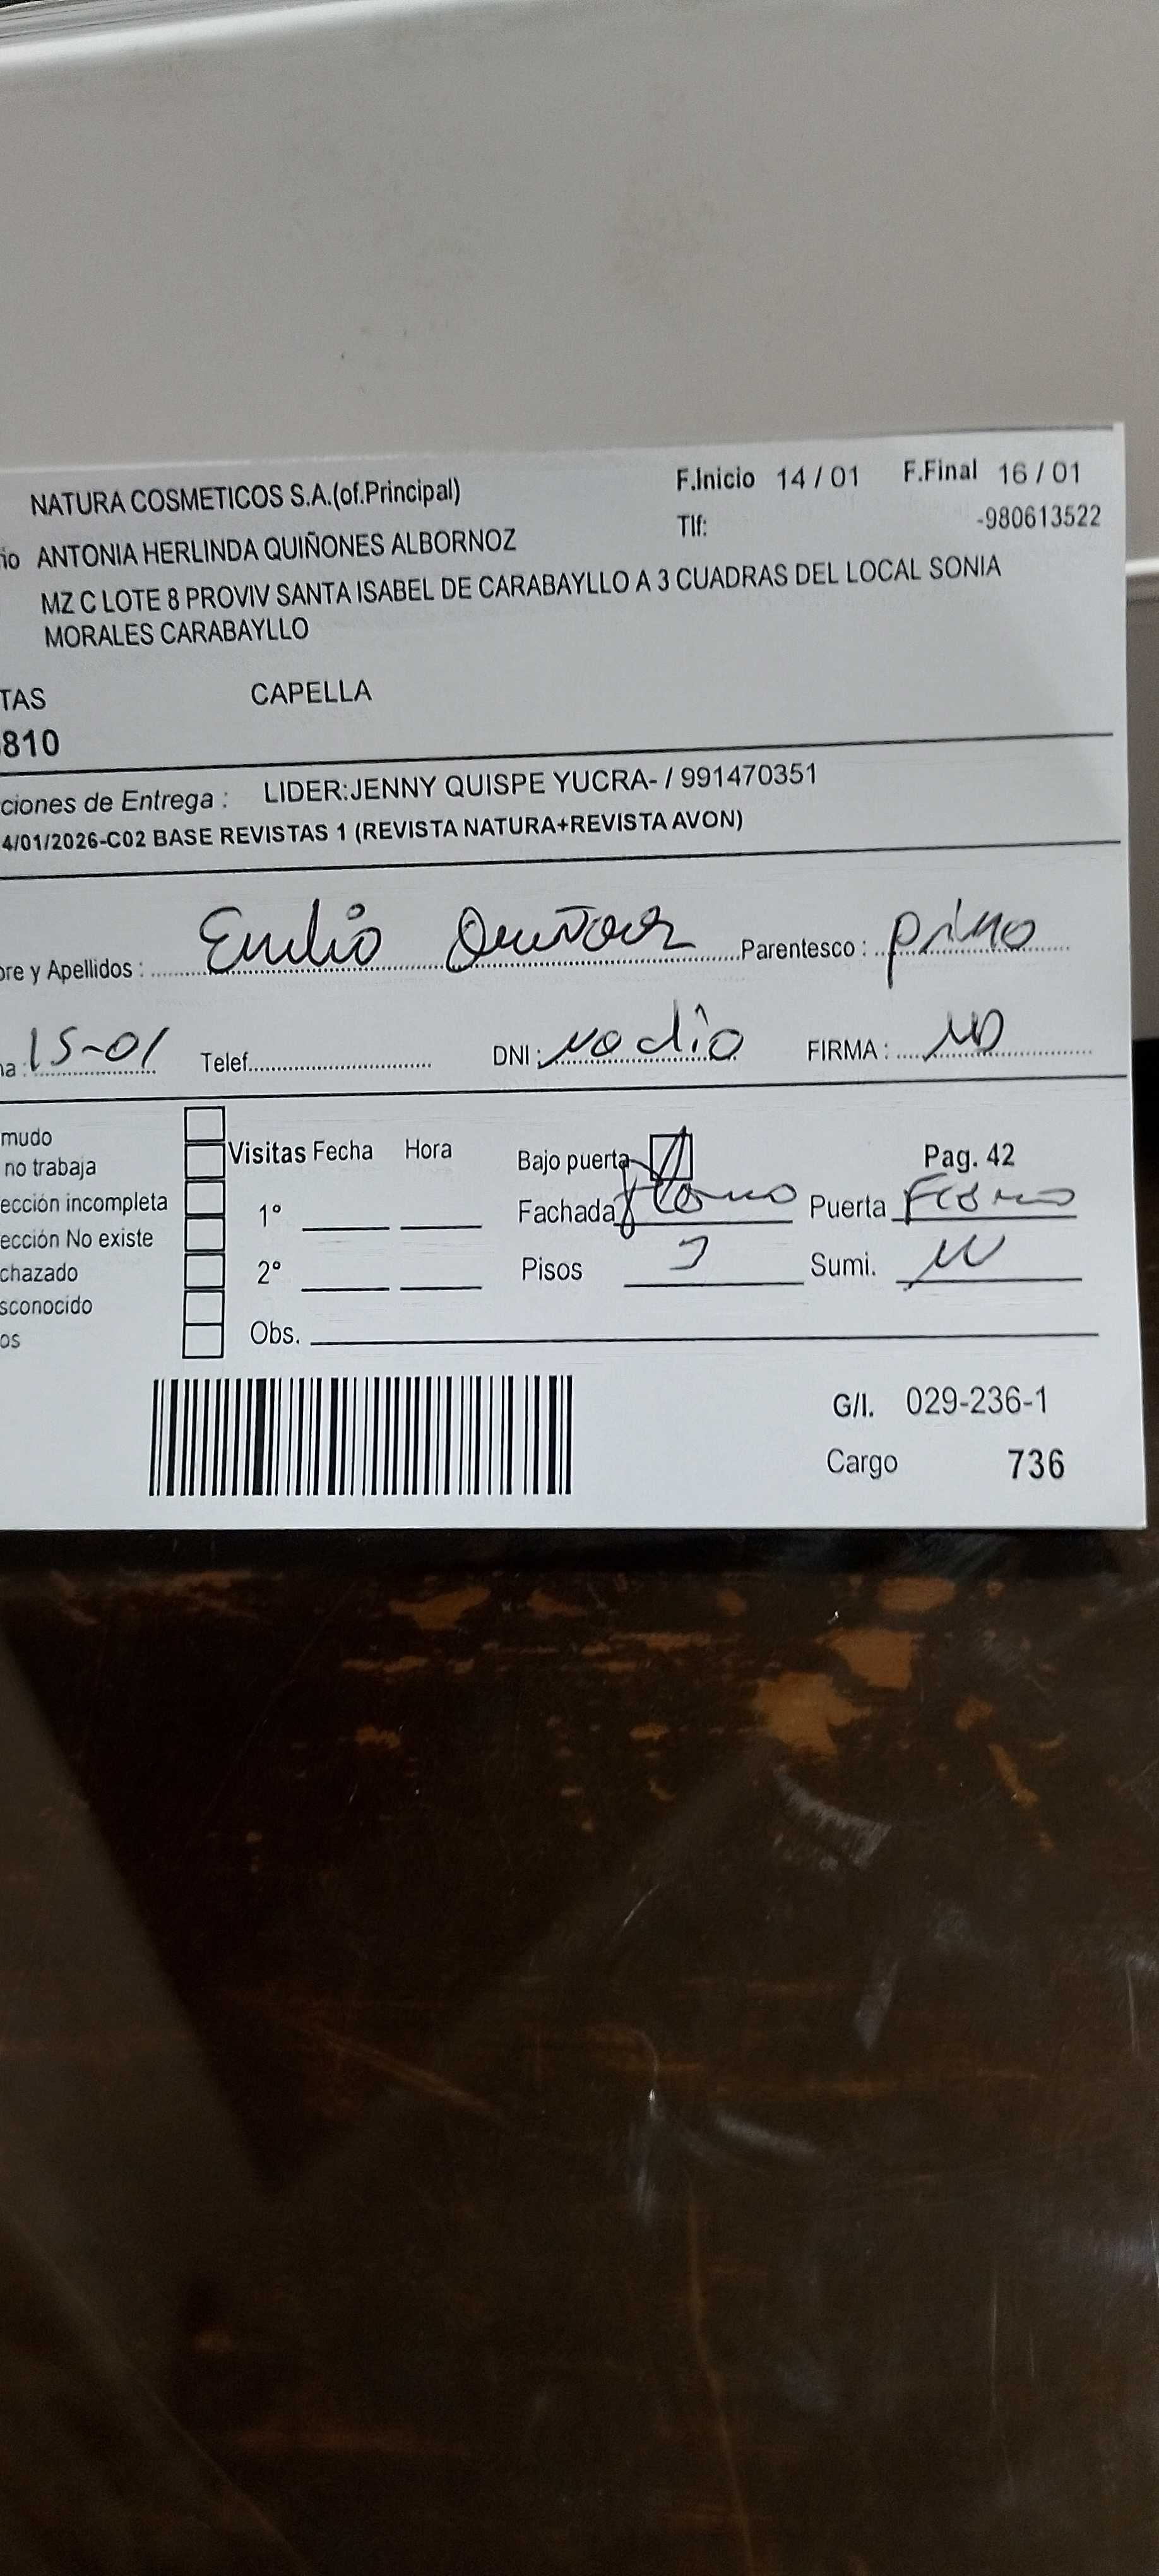 NATURA COSMETICOS S.A.(of.Principal) F.Inicio 14 / 01 F.Final 16 / 01
Tlf: -980613522
io ANTONIA HERLINDA QUIÑONES ALBORNOZ
MZ C LOTE 8 PROVIV SANTA ISABEL DE CARABAYLLO A 3 CUADRAS DEL LOCAL SONIA
MORALES CARABAYLLO
TAS CAPELLA
810
ciones de Entrega : LIDER:JENNY QUISPE YUCRA- / 991470351
4/01/2026-C02 BASE REVISTAS 1 (REVISTA NATURA+REVISTA AVON)
re y Apellidos : Emilio Parentesco : primo
a : 15-01 Telef. DNI : no dio FIRMA :
mudo
Visitas Fecha Hora Bajo puerta Pag. 42
no trabaja
ección incompleta 1° Fachada Puerta
ección No existe
chazado 2° Pisos Sumi.
sconocido
os Obs.
G/I. 029-236-1
Cargo 736